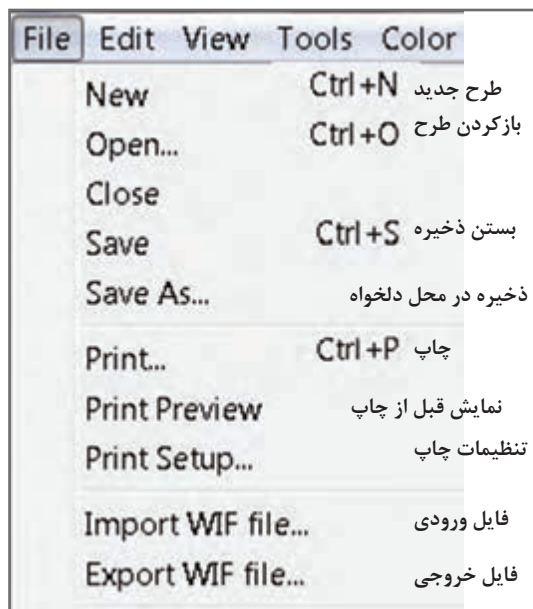 File Edit View Tools Color
New Ctrl+N طرح جدید
Open... Ctrl+O بازکردن طرح
Close
Save Ctrl+S بستن ذخیره
Save As... ذخیره در محل دلخواه
Print... Ctrl+P چاپ
Print Preview نمایش قبل از چاپ
Print Setup... تنظیمات چاپ
Import WIF file... فایل ورودی
Export WIF file... فایل خروجی